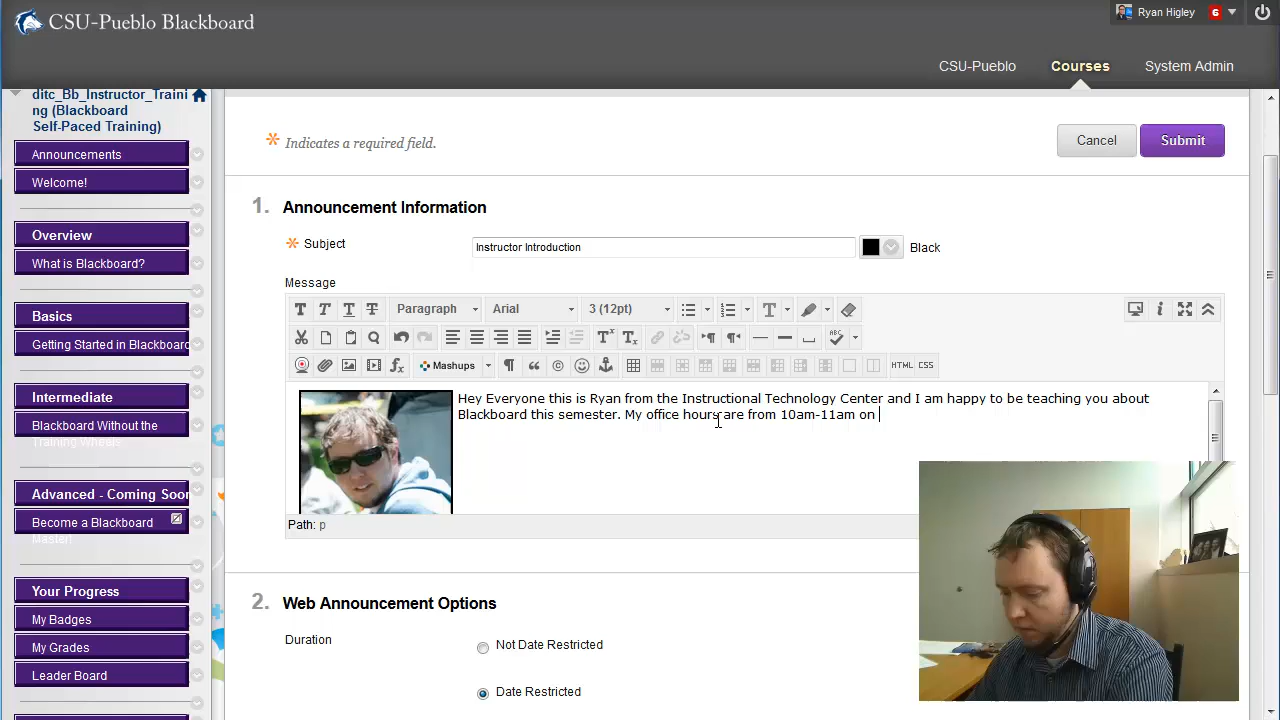 CSU-Pueblo Blackboard
Ryan Higley
6
CSU-Pueblo
Courses
System Admin
ditc_Bb_Instructor_Traini
ng (Blackboard
Self-Paced Training)
Announcements
Welcome!
Overview
What is Blackboard?
Basics
Getting Started in Blackboard
Intermediate
Blackboard Without the
Training Wheels
Advanced - Coming Soo
Become a Blackboard
Master!
Your Progress
My Badges
My Grades
Leader Board
Indicates a required field.
Cancel
Submit
1. Announcement Information
Subject
Instructor Introduction
Black
Message
T T T T Paragraph Arial 3 (12pt) T
ABC
Mashups HTML CSS
Hey Everyone this is Ryan from the Instructional Technology Center and I am happy to be teaching you about
Blackboard this semester. My office hours are from 10am-11am on
Path: p
2. Web Announcement Options
Duration
Not Date Restricted
Date Restricted